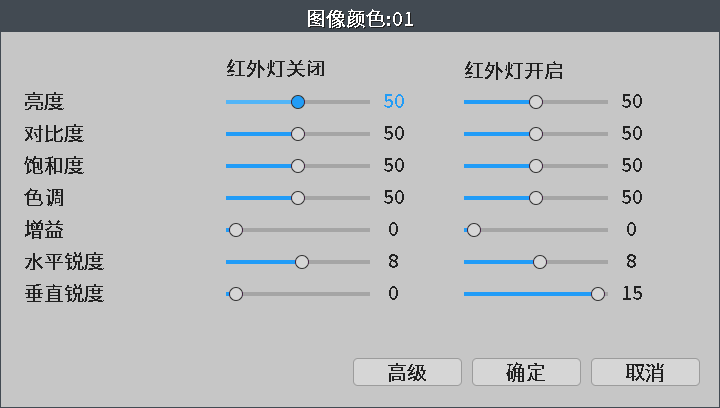 图像颜色:01
红外灯关闭 红外灯开启
亮度 50 50
对比度 50 50
饱和度 50 50
色调 50 50
增益 0 0
水平锐度 8 8
垂直锐度 0 15
高级 确定 取消